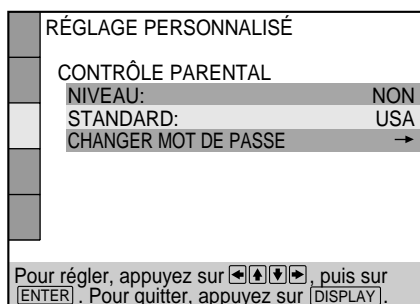 RÉGLAGE PERSONNALISÉ
CONTRÔLE PARENTAL
NIVEAU: NON
STANDARD: USA
CHANGER MOT DE PASSE →
Pour régler, appuyez sur ←↑↓→, puis sur
ENTER. Pour quitter, appuyez sur DISPLAY.